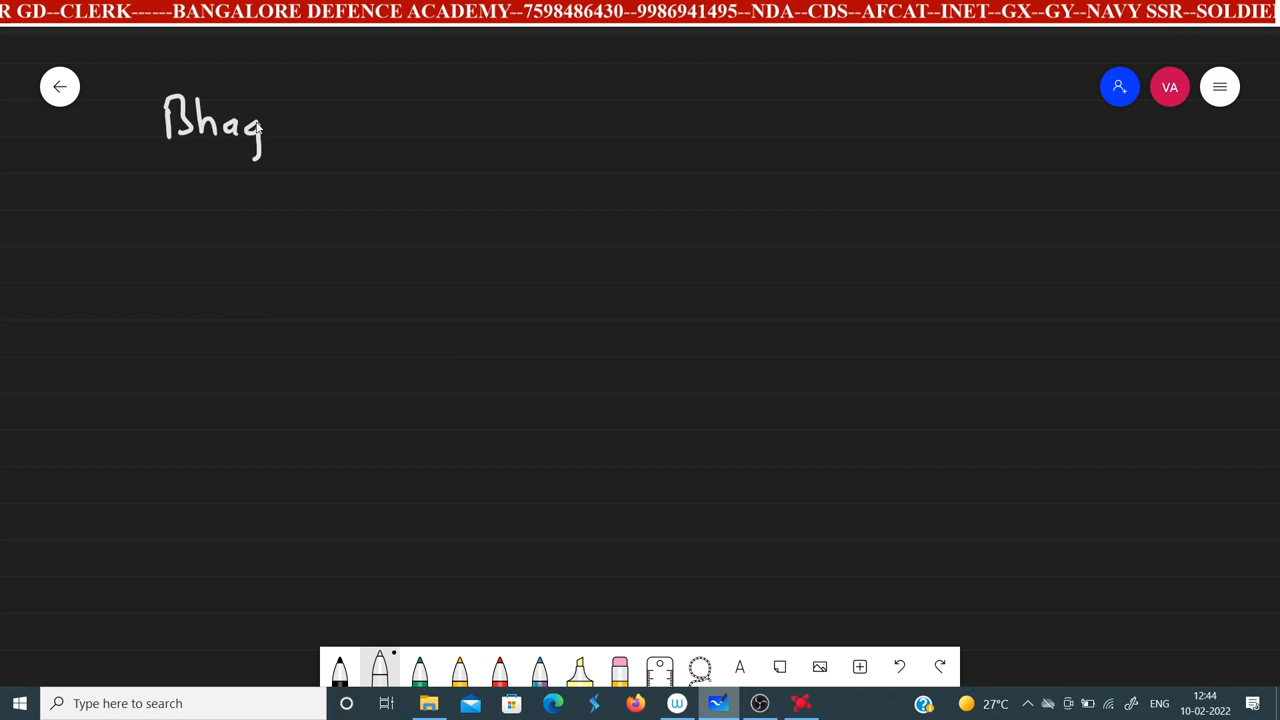 R GD--CLERK------BANGALORE DEFENCE ACADEMY--7598486430--9986941495--NDA--CDS--AFCAT--INET--GX--GY--NAVY SSR--SOLDIE
VA
Bhag
A
Type here to search
27°C
ENG
12:44
10-02-2022